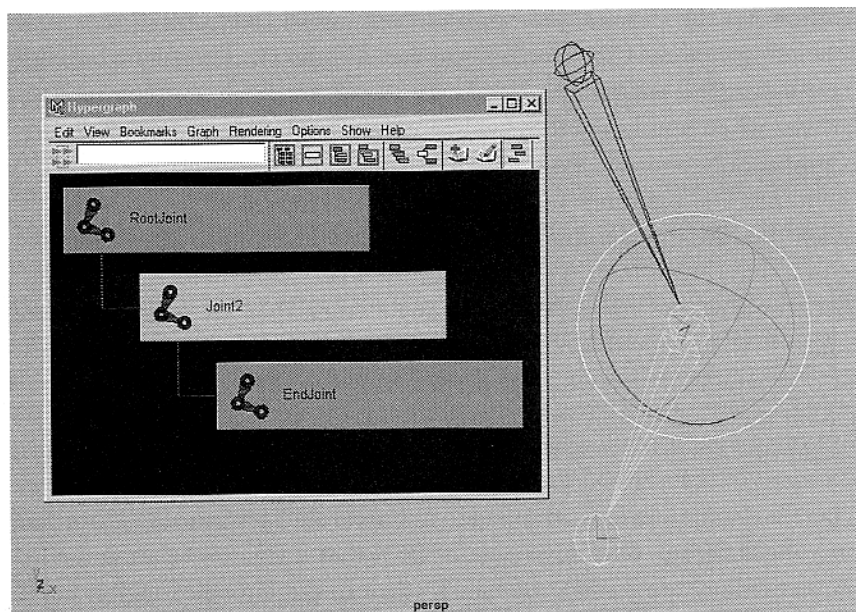 Hypergraph
Edit View Bookmarks Graph Rendering Options Show Help
RootJoint
Joint2
EndJoint
persp